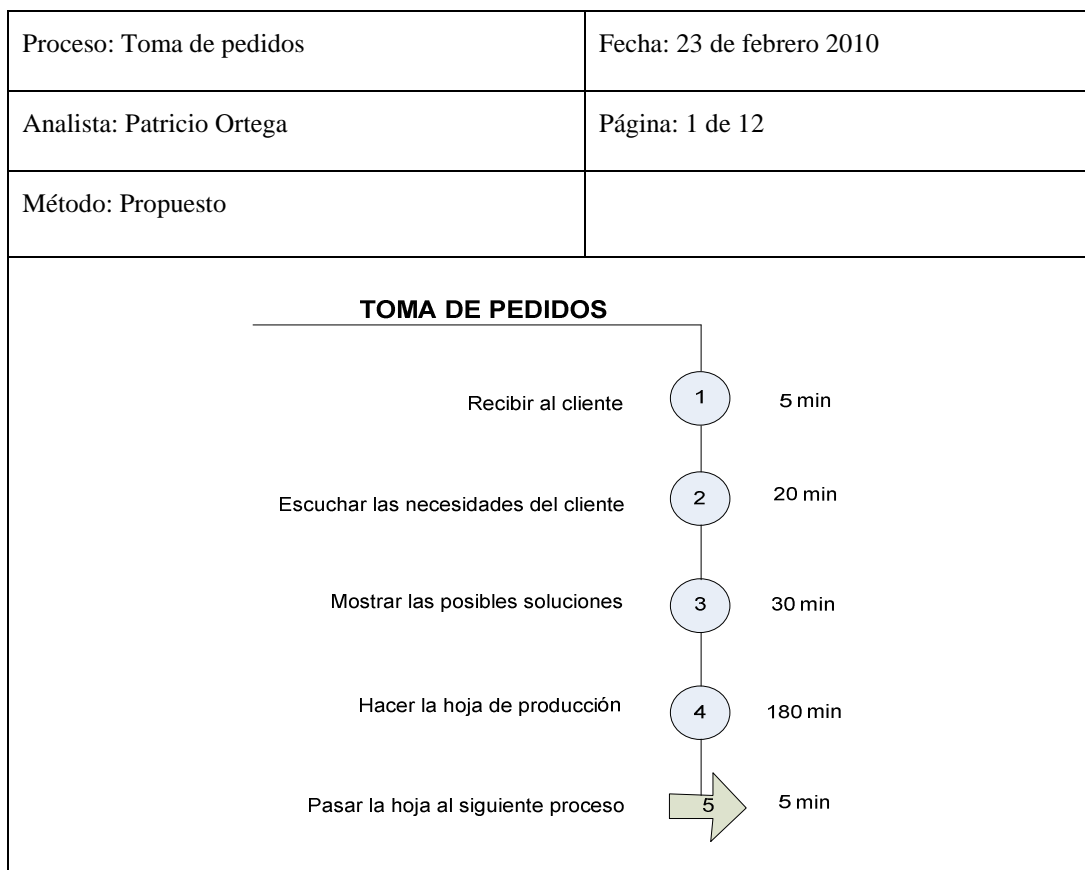 Proceso: Toma de pedidos
Fecha: 23 de febrero 2010
Analista: Patricio Ortega
Página: 1 de 12
Método: Propuesto
TOMA DE PEDIDOS
Recibir al cliente 1 5 min
Escuchar las necesidades del cliente 2 20 min
Mostrar las posibles soluciones 3 30 min
Hacer la hoja de producción 4 180 min
Pasar la hoja al siguiente proceso 5 5 min